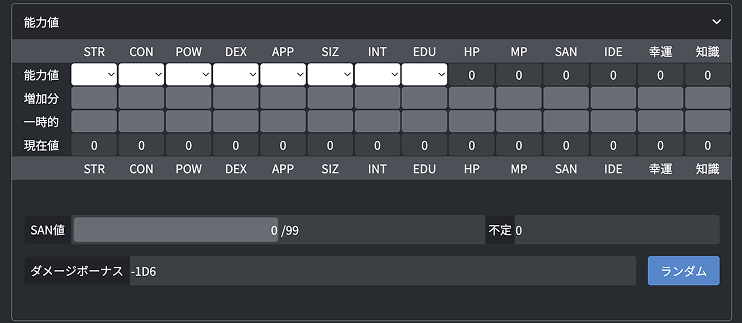 能力値
STR CON POW DEX APP SIZ INT EDU HP MP SAN IDE 幸運 知識
能力値 0 0 0 0 0 0
増加分
一時的
現在値 0 0 0 0 0 0 0 0 0 0 0 0 0 0
STR CON POW DEX APP SIZ INT EDU HP MP SAN IDE 幸運 知識
SAN値 0 /99 不定 0
ダメージボーナス -1D6 ランダム